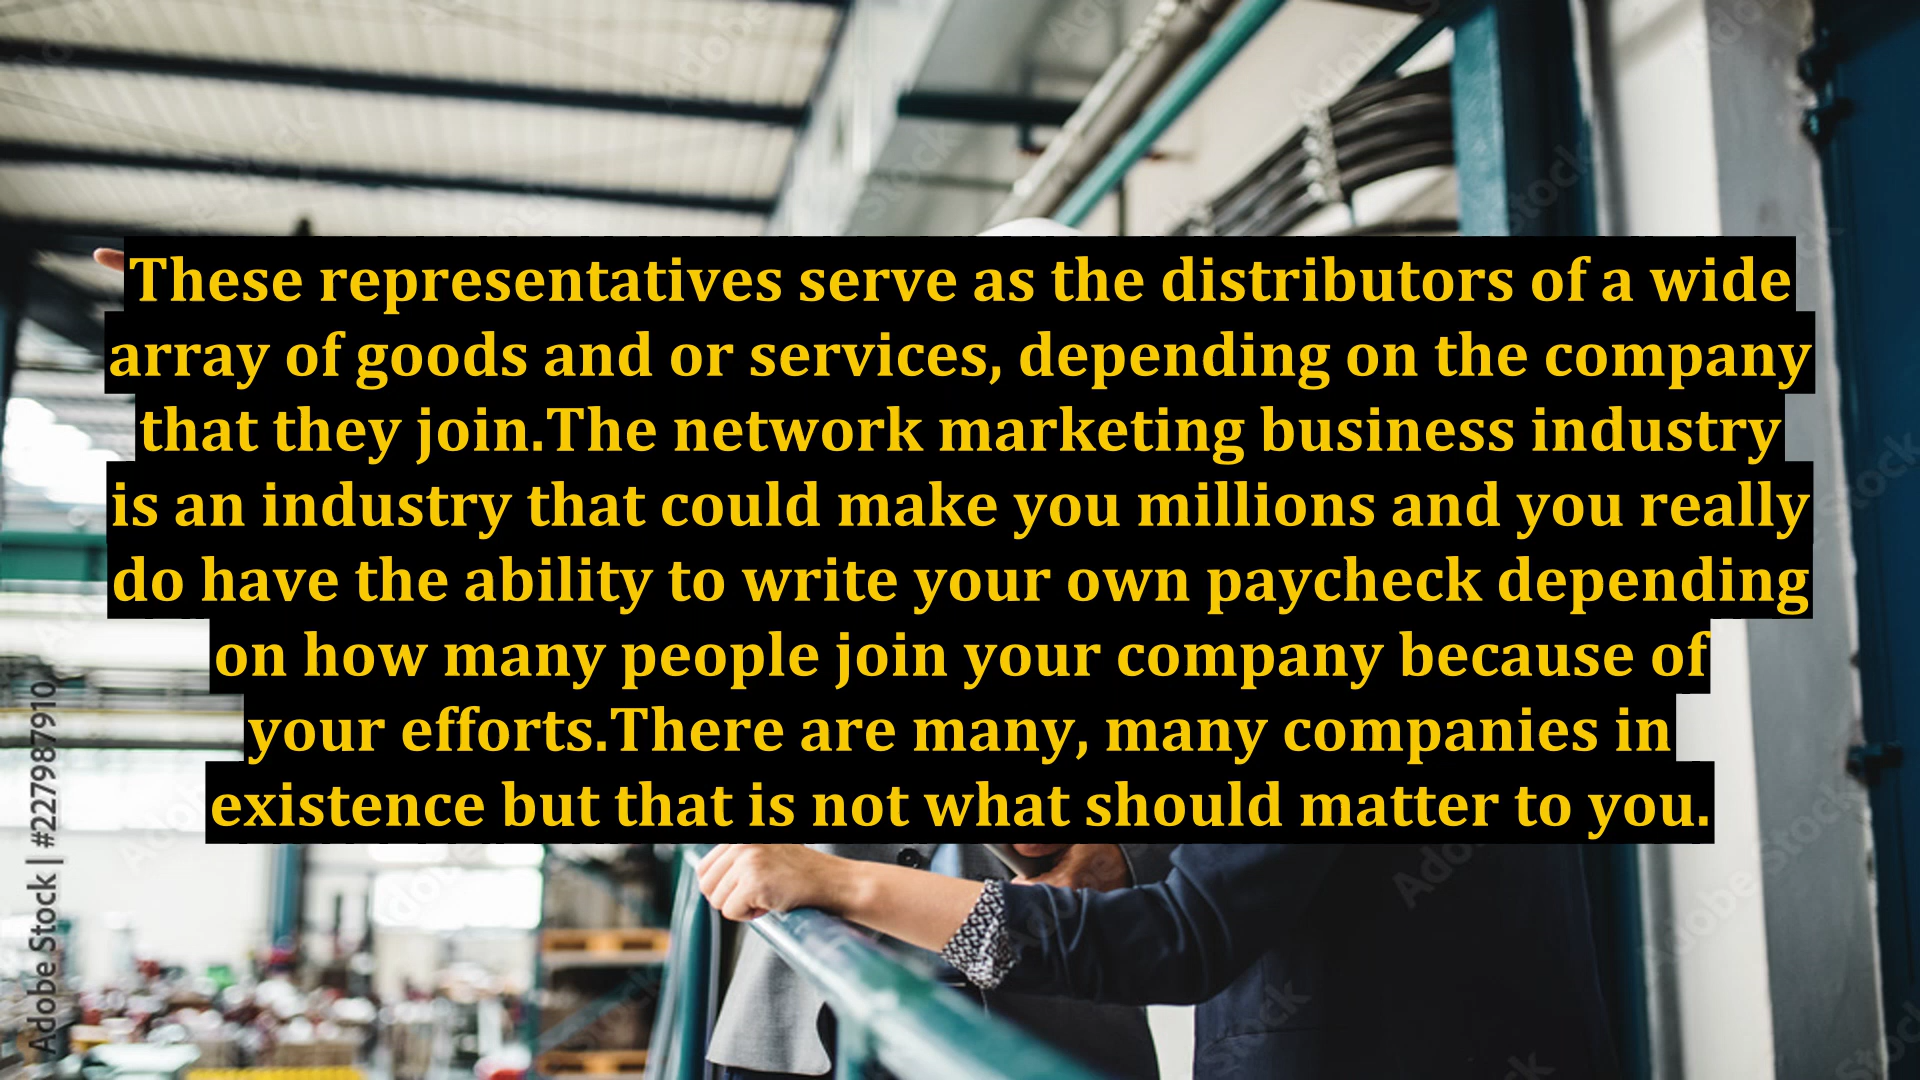 These representatives serve as the distributors of a wide
array of goods and or services, depending on the company
that they join.The network marketing business industry
is an industry that could make you millions and you really
do have the ability to write your own paycheck depending
on how many people join your company because of
your efforts.There are many, many companies in
existence but that is not what should matter to you.
Adobe Stock | #227987910